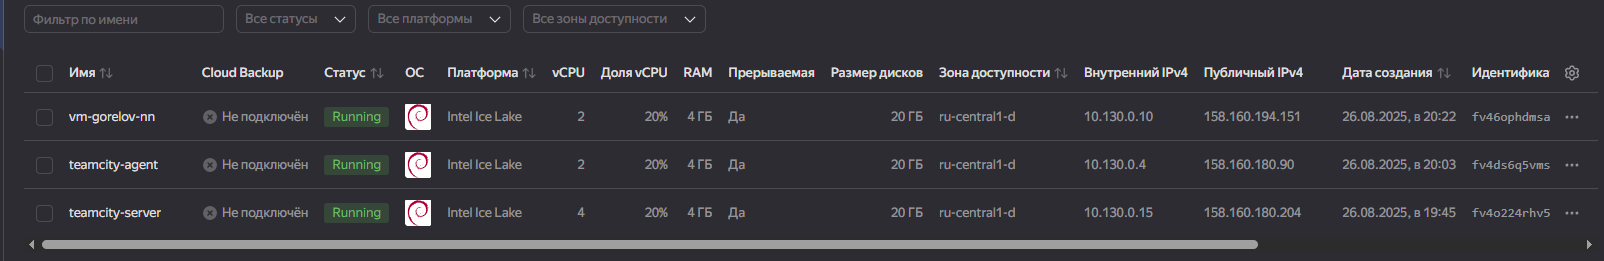 Фильтр по имени Все статусы Все платформы Все зоны доступности
Имя Cloud Backup Статус ОС Платформа vCPU Доля vCPU RAM Прерываемая Размер дисков Зона доступности Внутренний IPv4 Публичный IPv4 Дата создания Идентифика
vm-gorelov-nn Не подключён Running Intel Ice Lake 2 20% 4 ГБ Да 20 ГБ ru-central1-d 10.130.0.10 158.160.194.151 26.08.2025, в 20:22 fv46ophdmsa
teamcity-agent Не подключён Running Intel Ice Lake 2 20% 4 ГБ Да 20 ГБ ru-central1-d 10.130.0.4 158.160.180.90 26.08.2025, в 20:03 fv4ds6q5vms
teamcity-server Не подключён Running Intel Ice Lake 4 20% 4 ГБ Да 20 ГБ ru-central1-d 10.130.0.15 158.160.180.204 26.08.2025, в 19:45 fv4o224rhv5